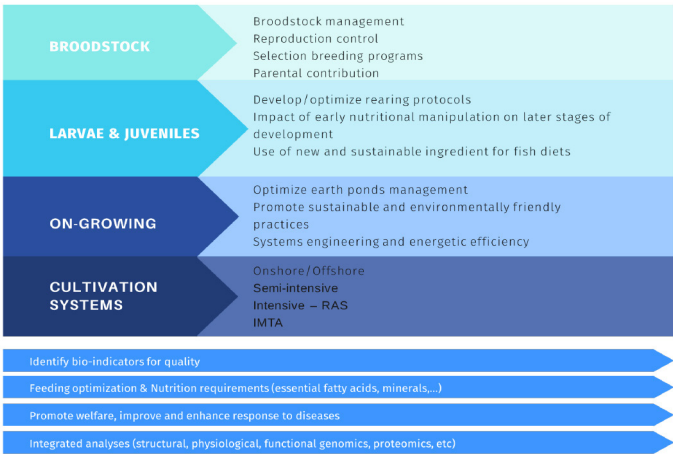 BROODSTOCK
Broodstock management
Reproduction control
Selection breeding programs
Parental contribution
LARVAE & JUVENILES
Develop/optimize rearing protocols
Impact of early nutritional manipulation on later stages of
development
Use of new and sustainable ingredient for fish diets
ON-GROWING
Optimize earth ponds management
Promote sustainable and environmentally friendly
practices
Systems engineering and energetic efficiency
CULTIVATION
SYSTEMS
Onshore/Offshore
Semi-intensive
Intensive – RAS
IMTA
Identify bio-indicators for quality
Feeding optimization & Nutrition requirements (essential fatty acids, minerals,...)
Promote welfare, improve and enhance response to diseases
Integrated analyses (structural, physiological, functional genomics, proteomics, etc)